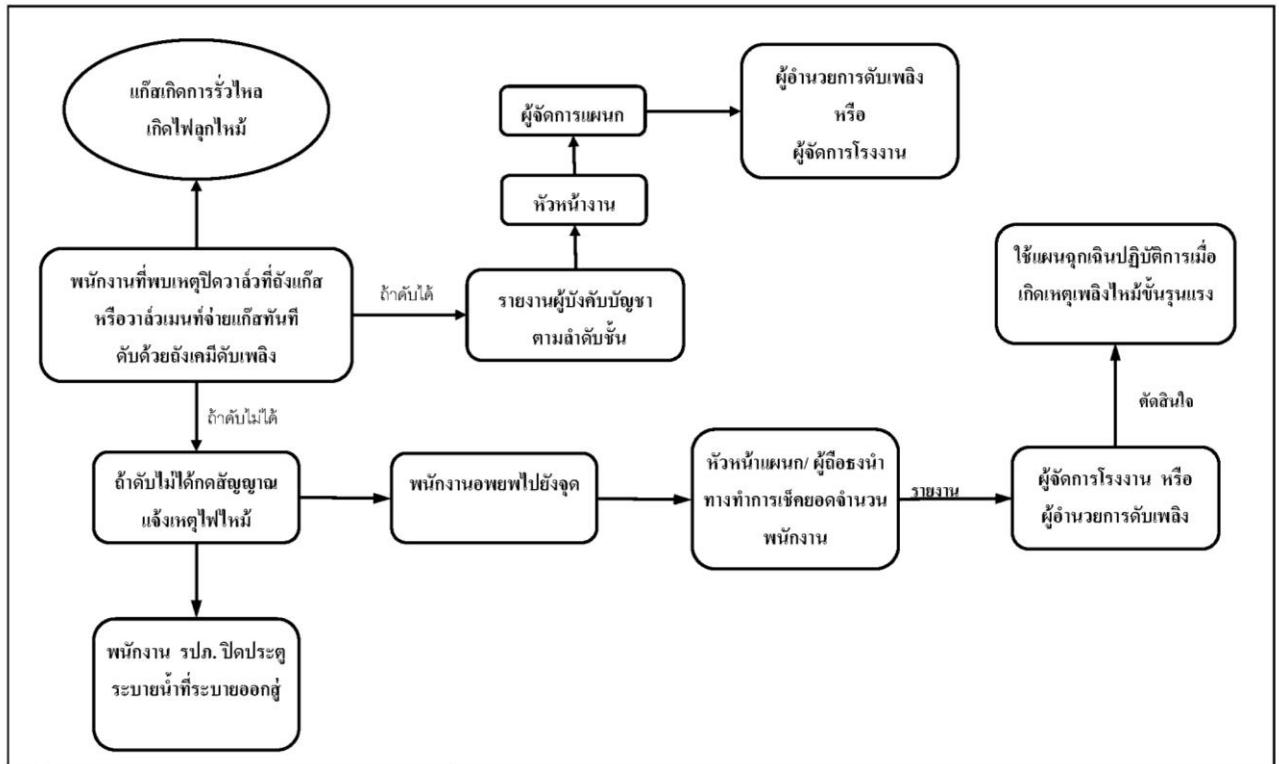 แก๊สเกิดการรั่วไหล
เกิดไฟลุกไหม้
ผู้จัดการแผนก
ผู้อำนวยการดับเพลิง
หรือ
ผู้จัดการโรงงาน
หัวหน้างาน
พนักงานที่พบเหตุปิดวาล์วที่ถังแก๊ส
หรือวาล์วเมนท์จ่ายแก๊สทันที
ดับด้วยถังเคมีดับเพลิง
ถ้าดับได้
รายงานผู้บังคับบัญชา
ตามลำดับชั้น
ใช้แผนฉุกเฉินปฏิบัติการเมื่อ
เกิดเหตุเพลิงไหม้ขั้นรุนแรง
ถ้าดับไม่ได้
ตัดสินใจ
ถ้าดับไม่ได้กดสัญญาณ
แจ้งเหตุไฟไหม้
พนักงานอพยพไปยังจุด
หัวหน้าแผนก/ ผู้ถือธงนำ
ทางทำการเช็คยอดจำนวน
พนักงาน
รายงาน
ผู้จัดการโรงงาน หรือ
ผู้อำนวยการดับเพลิง
พนักงาน รปภ. ปิดประตู
ระบายน้ำที่ระบายออกสู่